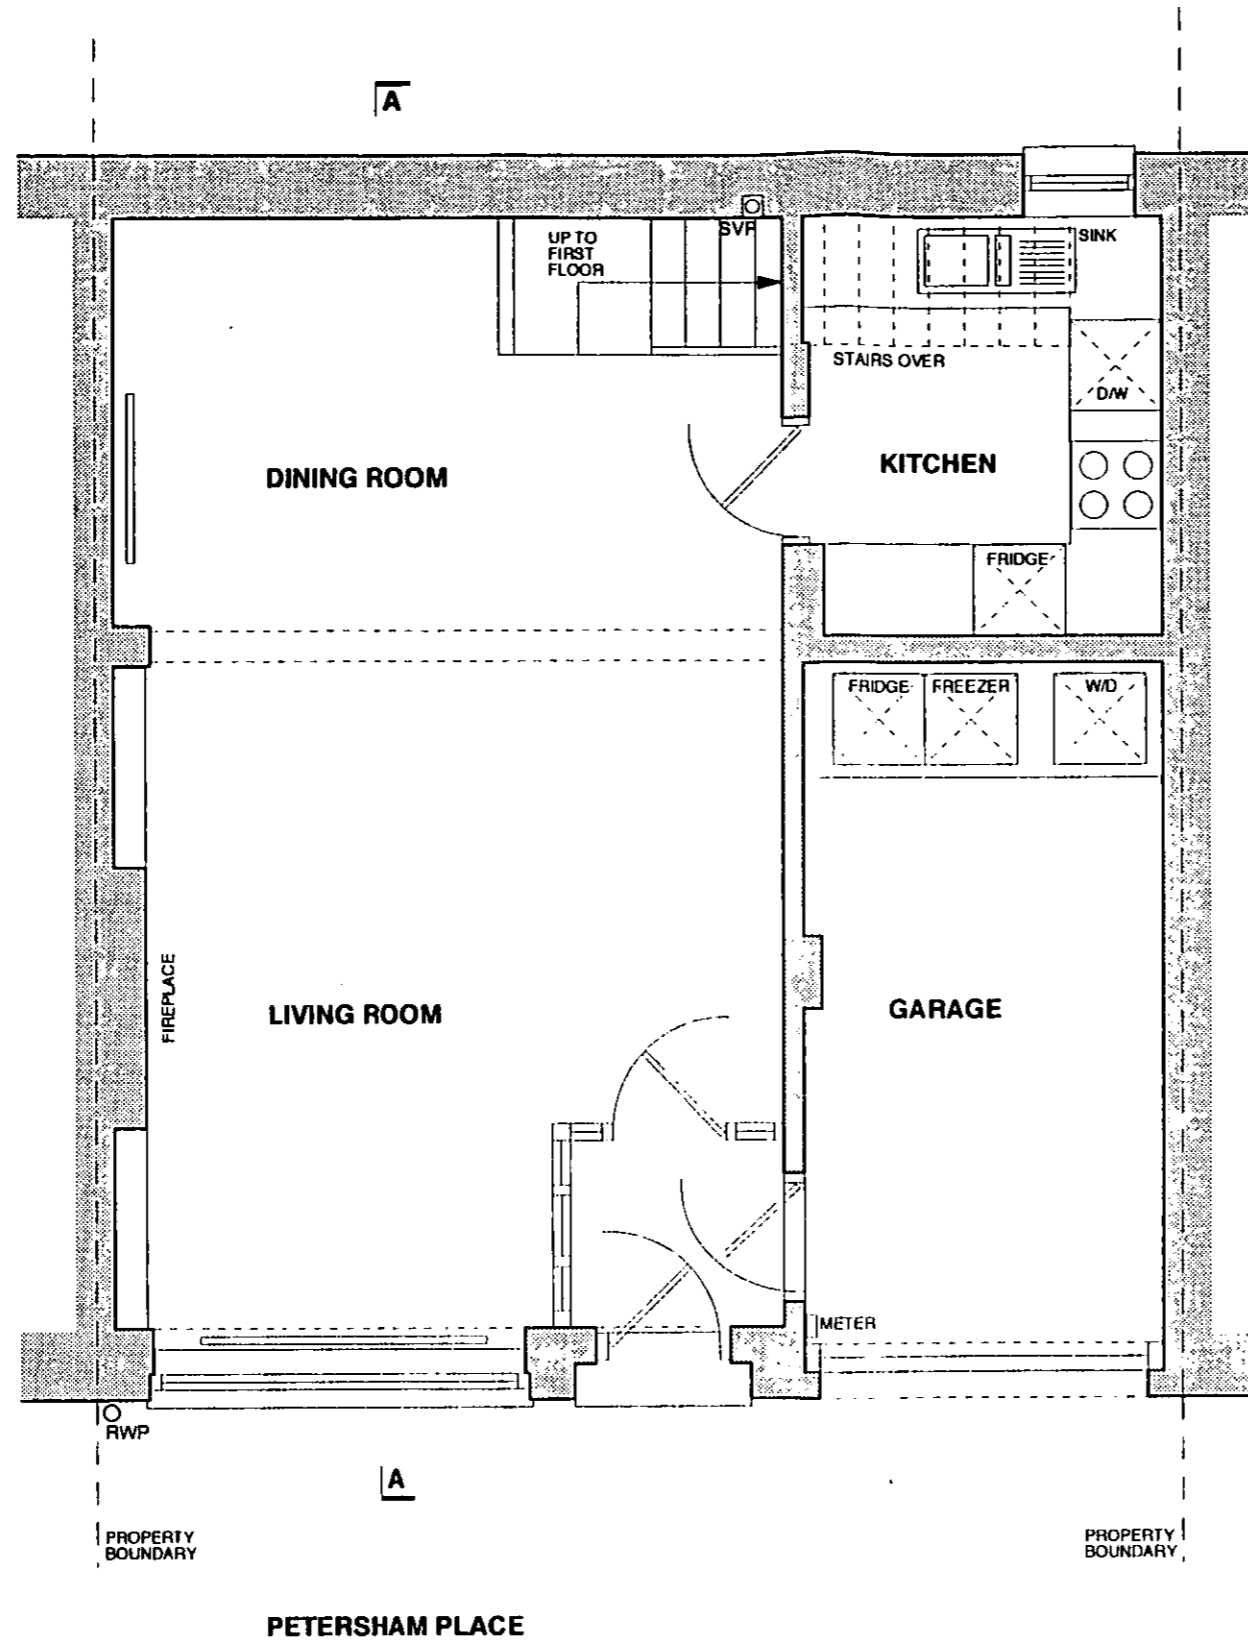 A
UP TO
FIRST
FLOOR
SVP
SINK
STAIRS OVER
D/W
DINING ROOM
KITCHEN
FRIDGE
FRIDGE
FREEZER
W/D
FIREPLACE
LIVING ROOM
GARAGE
METER
RWP
A
PROPERTY
BOUNDARY
PROPERTY
BOUNDARY
PETERSHAM PLACE